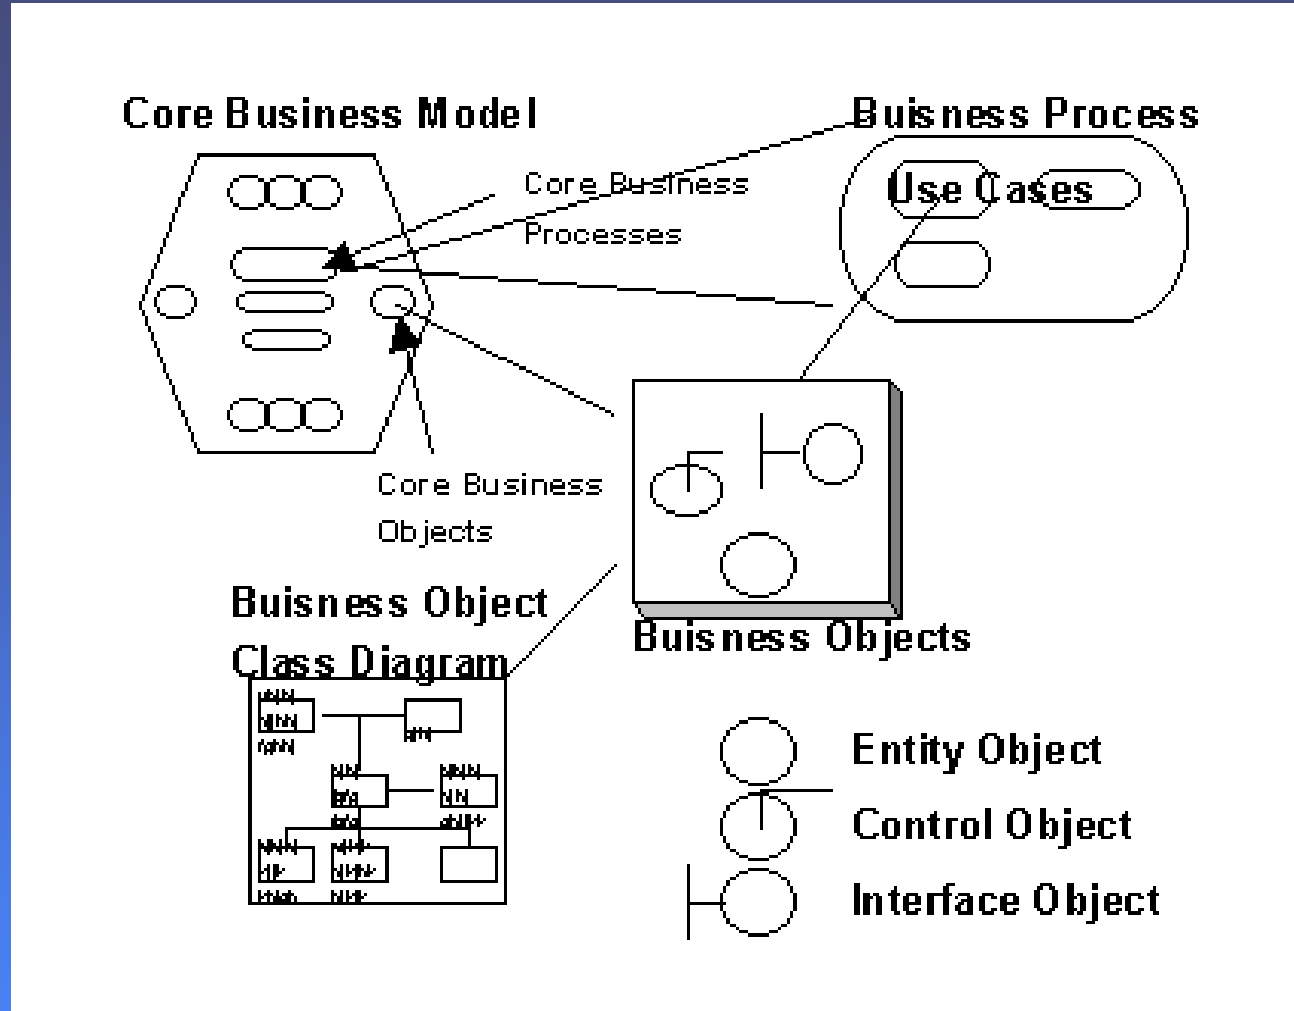 Core Business Model
Buisness Process
Use Cases
Core Business
Processes
Core Business
Objects
Buisness Object
Class Diagram
Buisness Objects
Entity Object
Control Object
Interface Object